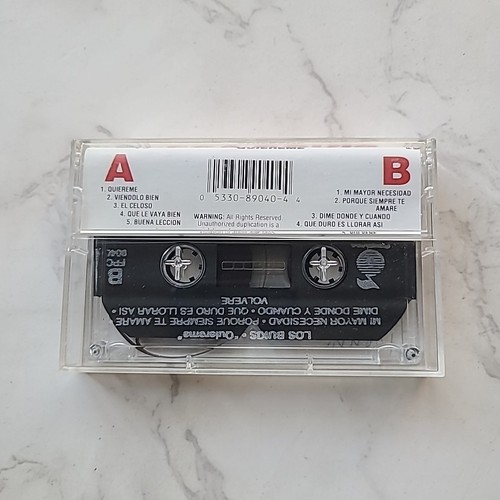 A
1. QUIEREME
2. VIENDOLO BIEN
3. EL CELOSO
4. QUE LE VAYA BIEN
5. BUENA LECCION
0 5330-89040-4 4
WARNING: All Rights Reserved.
Unauthorized duplication is a
B
1. MI MAYOR NECESIDAD
2. PORQUE SIEMPRE TE
AMARE
3. DIME DONDE Y CUANDO
4. QUE DURO ES LLORAR ASI
LOS BUKIS • "Quiereme"
MI MAYOR NECESIDAD • PORQUE SIEMPRE TE AMARE
DIME DONDE Y CUANDO • QUE DURO ES LLORAR ASI •
VOLVERE
B
FPC